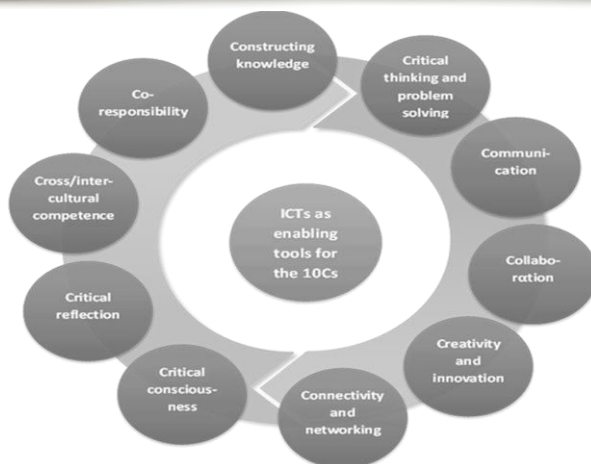 Constructing
knowledge
Critical
thinking and
problem
solving
Communi-
cation
Collabo-
ration
Creativity and
innovation
Connectivity
and
networking
Critical
conscious-
ness
Critical
reflection
Cross/inter-
cultural
competence
Co-
responsibility
ICTs as
enabling
tools for
the 10Cs